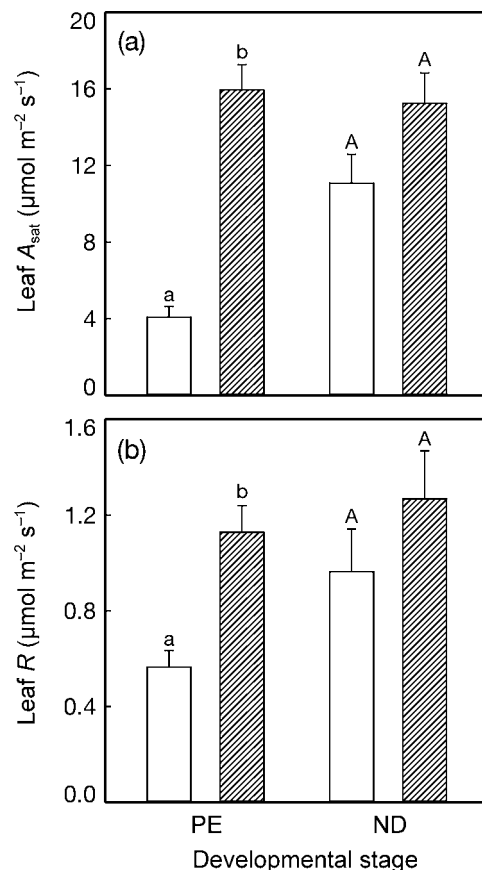 (a)
20
16
12
8
4
0
Leaf Asat (µmol m–2 s–1)
a
b
A
A
(b)
1.6
1.2
0.8
0.4
0.0
Leaf R (µmol m–2 s–1)
a
b
A
A
PE ND
Developmental stage